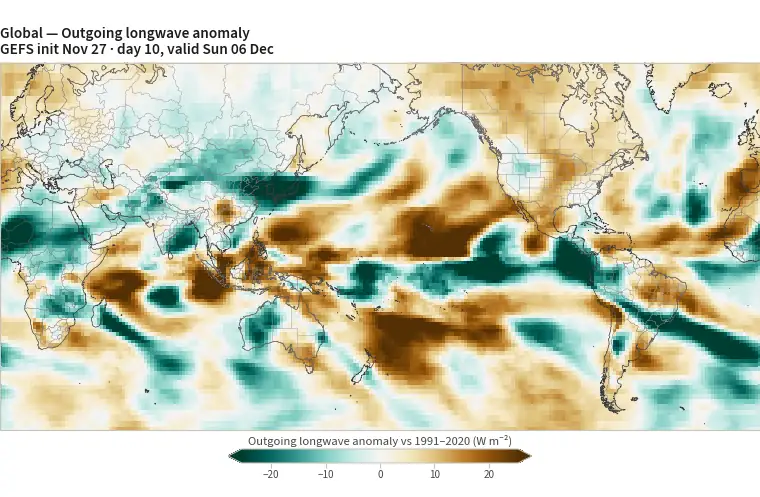 Global — Outgoing longwave anomaly
GEFS init Nov 27 · day 10, valid Sun 06 Dec
Outgoing longwave anomaly vs 1991–2020 (W m⁻²)
−20 −10 0 10 20